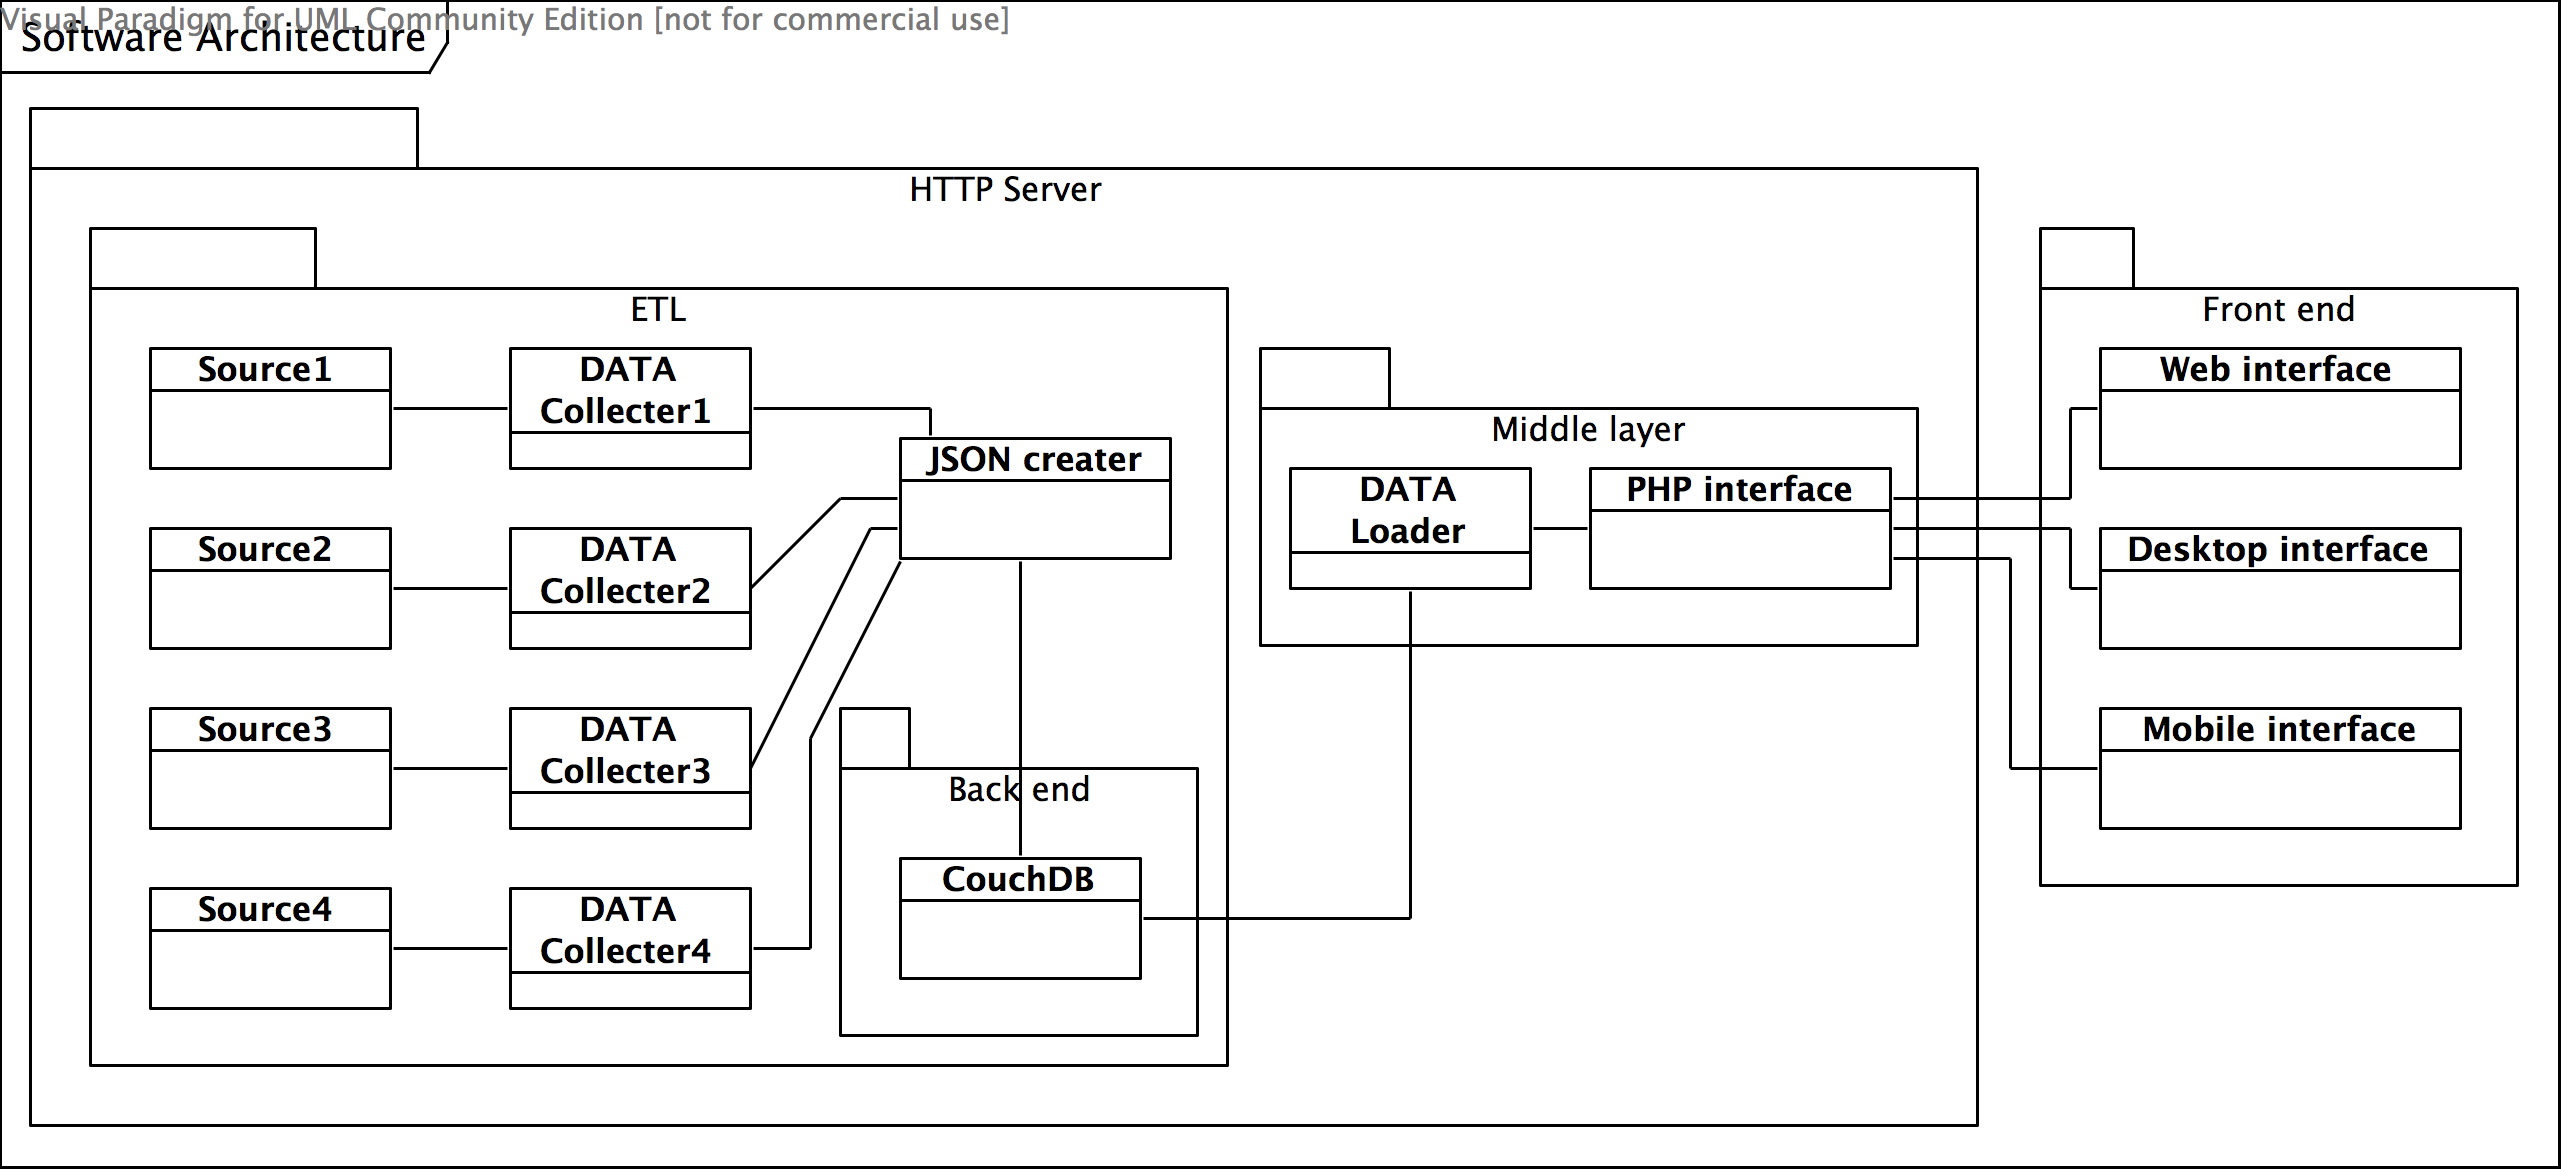 Visual Paradigm for UML Community Edition [not for commercial use]
Software Architecture
HTTP Server
ETL
Source1
DATA
Collecter1
JSON creater
Source2
DATA
Collecter2
Source3
DATA
Collecter3
Back end
CouchDB
Source4
DATA
Collecter4
Middle layer
DATA
Loader
PHP interface
Front end
Web interface
Desktop interface
Mobile interface